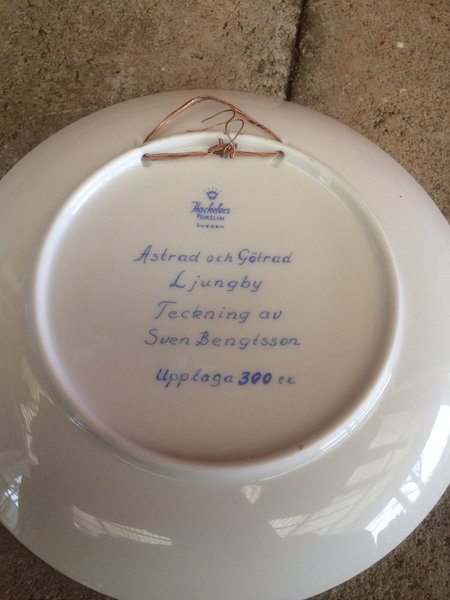 Hackefors
PORSLIN
SWEDEN
Astrad och Götrad
Ljungby
Teckning av
Sven Bengtsson
Upplaga 300 ex